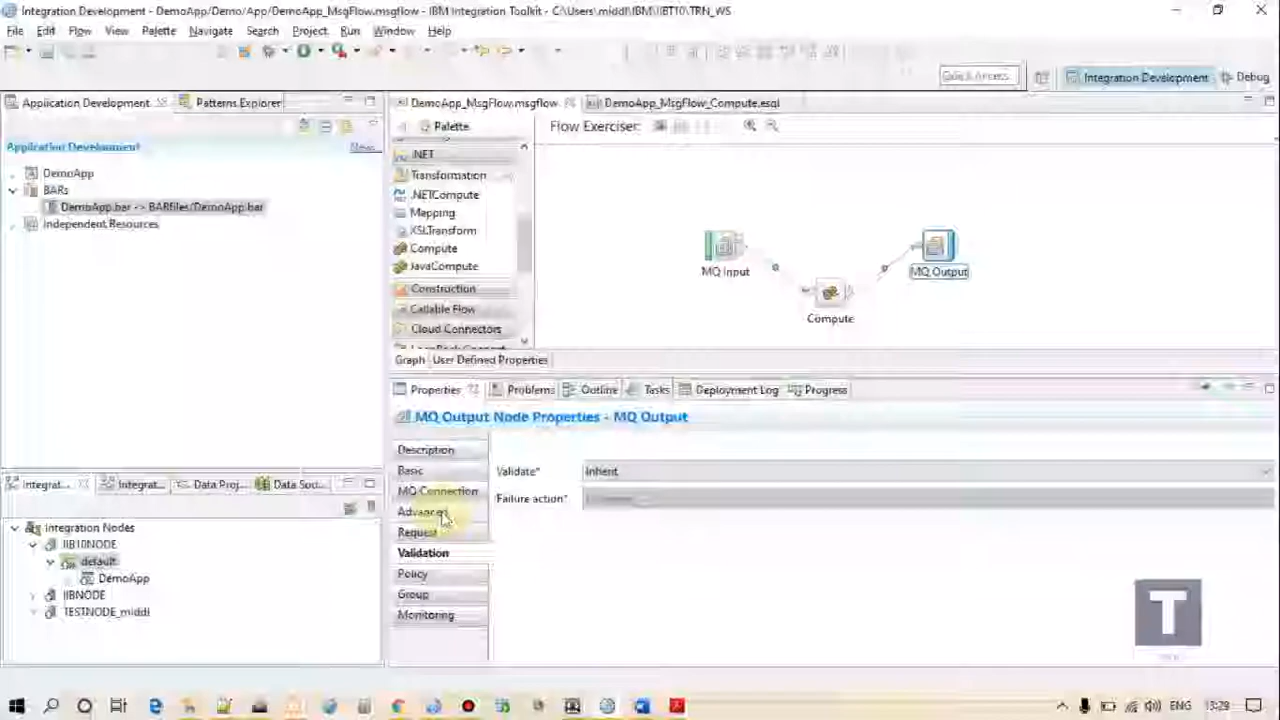 Integration Development - DemoApp/Demo/App/DemoApp_MsgFlow.msgflow - IBM Integration Toolkit - C:\Users\middl\IBM\IIBT10\TRN_WS
File Edit Flow View Palette Navigate Search Project Run Window Help
Quick Access
Integration Development
Debug
Application Development
Patterns Explorer
Application Development
New...
DemoApp
BARs
DemoApp.bar -> BARfiles/DemoApp.bar
Independent Resources
DemoApp_MsgFlow.msgflow
DemoApp_MsgFlow_Compute.esql
Palette
Flow Exerciser:
.NET
Transformation
.NETCompute
Mapping
XSLTransform
Compute
JavaCompute
Construction
Callable Flow
Cloud Connectors
MQ Input
Compute
MQ Output
Graph User Defined Properties
Properties
Problems
Outline
Tasks
Deployment Log
Progress
MQ Output Node Properties - MQ Output
Description
Basic
MQ Connection
Advanced
Request
Validation
Policy
Group
Monitoring
Validate*
Inherit
Failure action*
Integrat...
Integrat...
Data Proj...
Data Sou...
Integration Nodes
IIB10NODE
default
DemoApp
IIBNODE
TESTNODE_middl
T
ENG
13:29